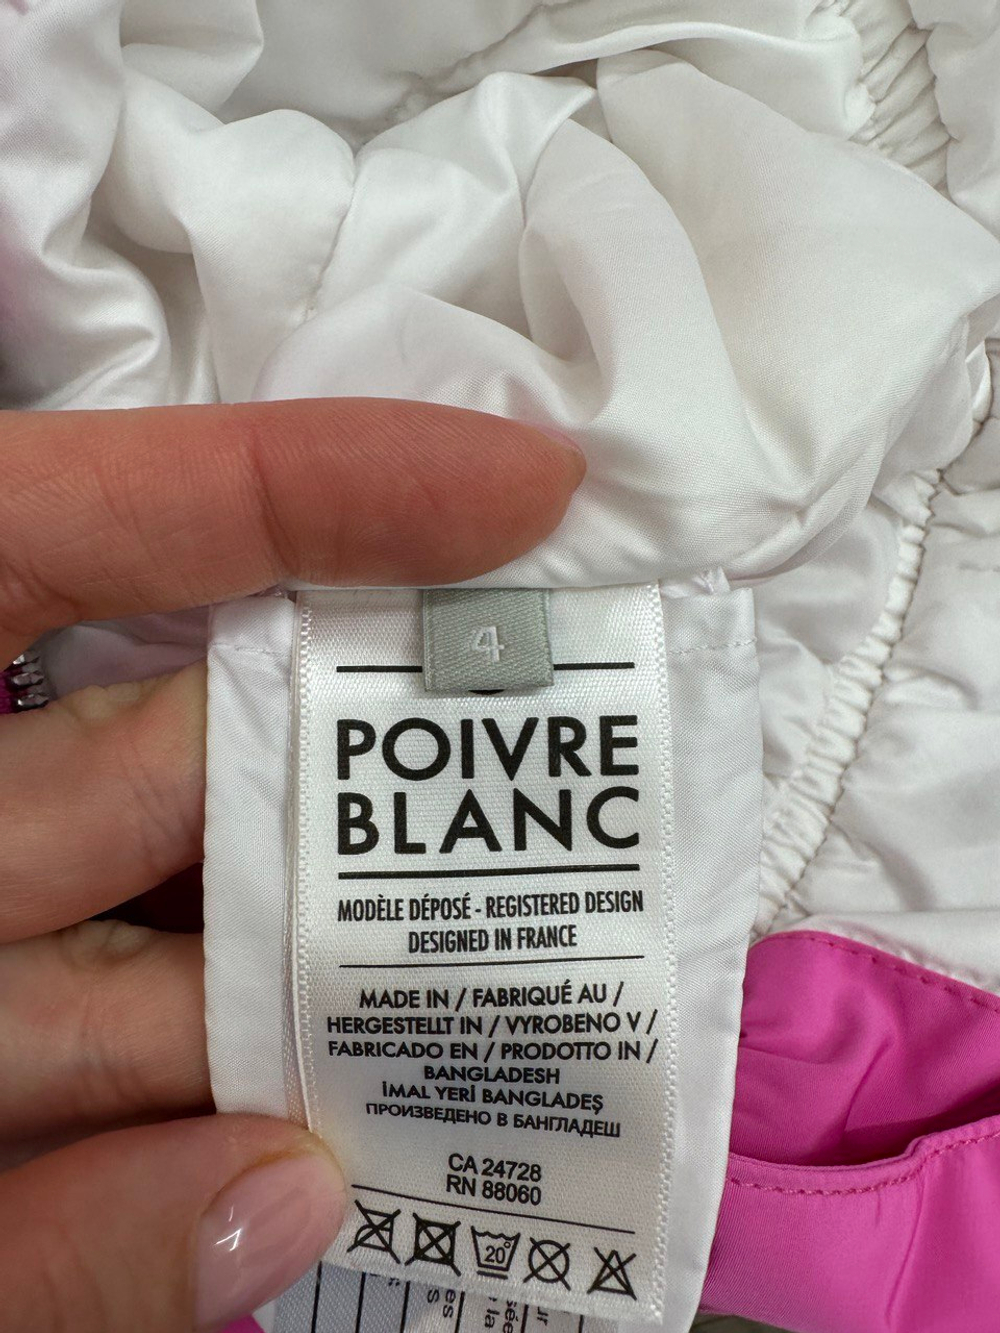 4
POIVRE
BLANC
MODÈLE DÉPOSÉ - REGISTERED DESIGN
DESIGNED IN FRANCE
MADE IN / FABRIQUÉ AU /
HERGESTELLT IN / VYROBENO V /
FABRICADO EN / PRODOTTO IN /
BANGLADESH
İMAL YERİ BANGLADEŞ
ПРОИЗВЕДЕНО В БАНГЛАДЕШ
CA 24728
RN 88060
20°